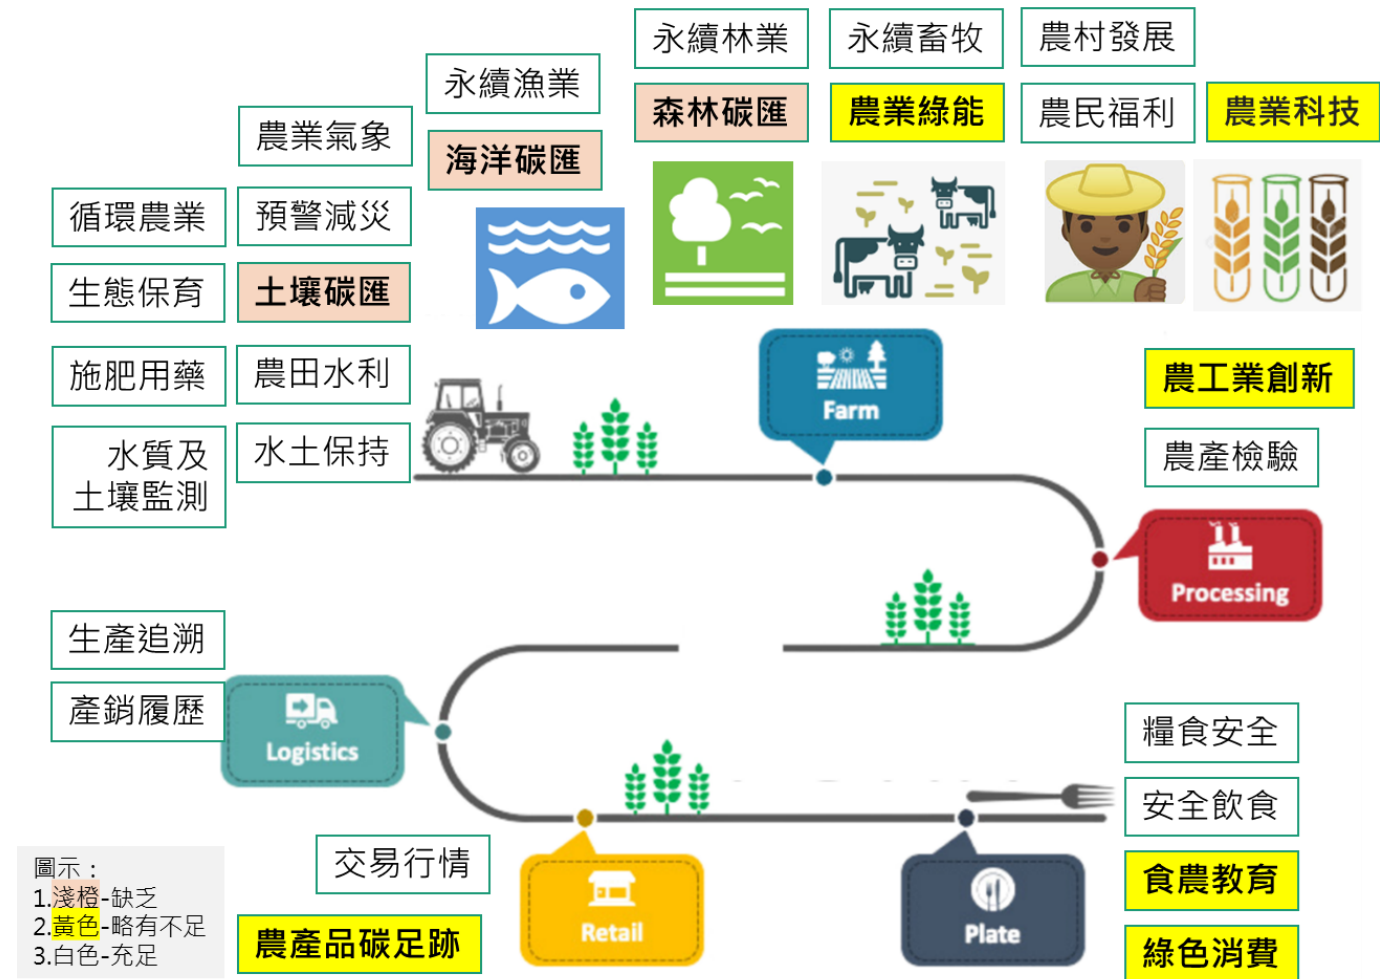 永續林業
永續畜牧
農村發展
永續漁業
森林碳匯
農業綠能
農民福利
農業科技
農業氣象
海洋碳匯
循環農業
預警減災
生態保育
土壤碳匯
施肥用藥
農田水利
Farm
農工業創新
水質及
土壤監測
水土保持
農產檢驗
Processing
生產追溯
產銷履歷
Logistics
糧食安全
安全飲食
交易行情
食農教育
圖示：
1.淺橙-缺乏
2.黃色-略有不足
3.白色-充足
農產品碳足跡
Retail
Plate
綠色消費